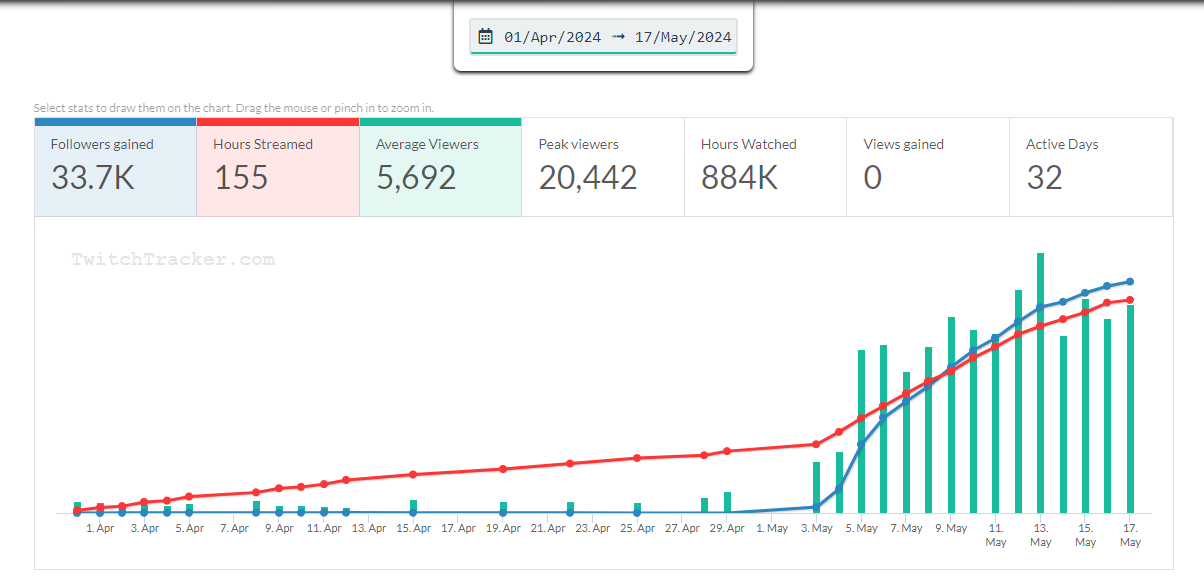 01/Apr/2024 → 17/May/2024
Select stats to draw them on the chart. Drag the mouse or pinch in to zoom in.
Followers gained Hours Streamed Average Viewers Peak viewers Hours Watched Views gained Active Days
33.7K 155 5,692 20,442 884K 0 32
TwitchTracker.com
1. Apr 3. Apr 5. Apr 7. Apr 9. Apr 11. Apr 13. Apr 15. Apr 17. Apr 19. Apr 21. Apr 23. Apr 25. Apr 27. Apr 29. Apr 1. May 3. May 5. May 7. May 9. May 11. 13. 15. 17.
May May May May